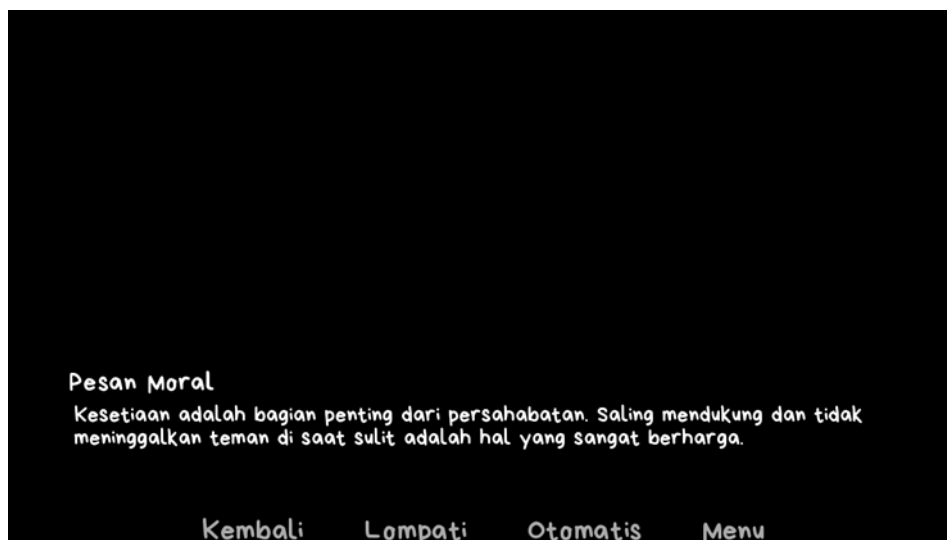 Pesan Moral
Kesetiaan adalah bagian penting dari persahabatan. Saling mendukung dan tidak
meninggalkan teman di saat sulit adalah hal yang sangat berharga.
Kembali Lompati Otomatis Menu